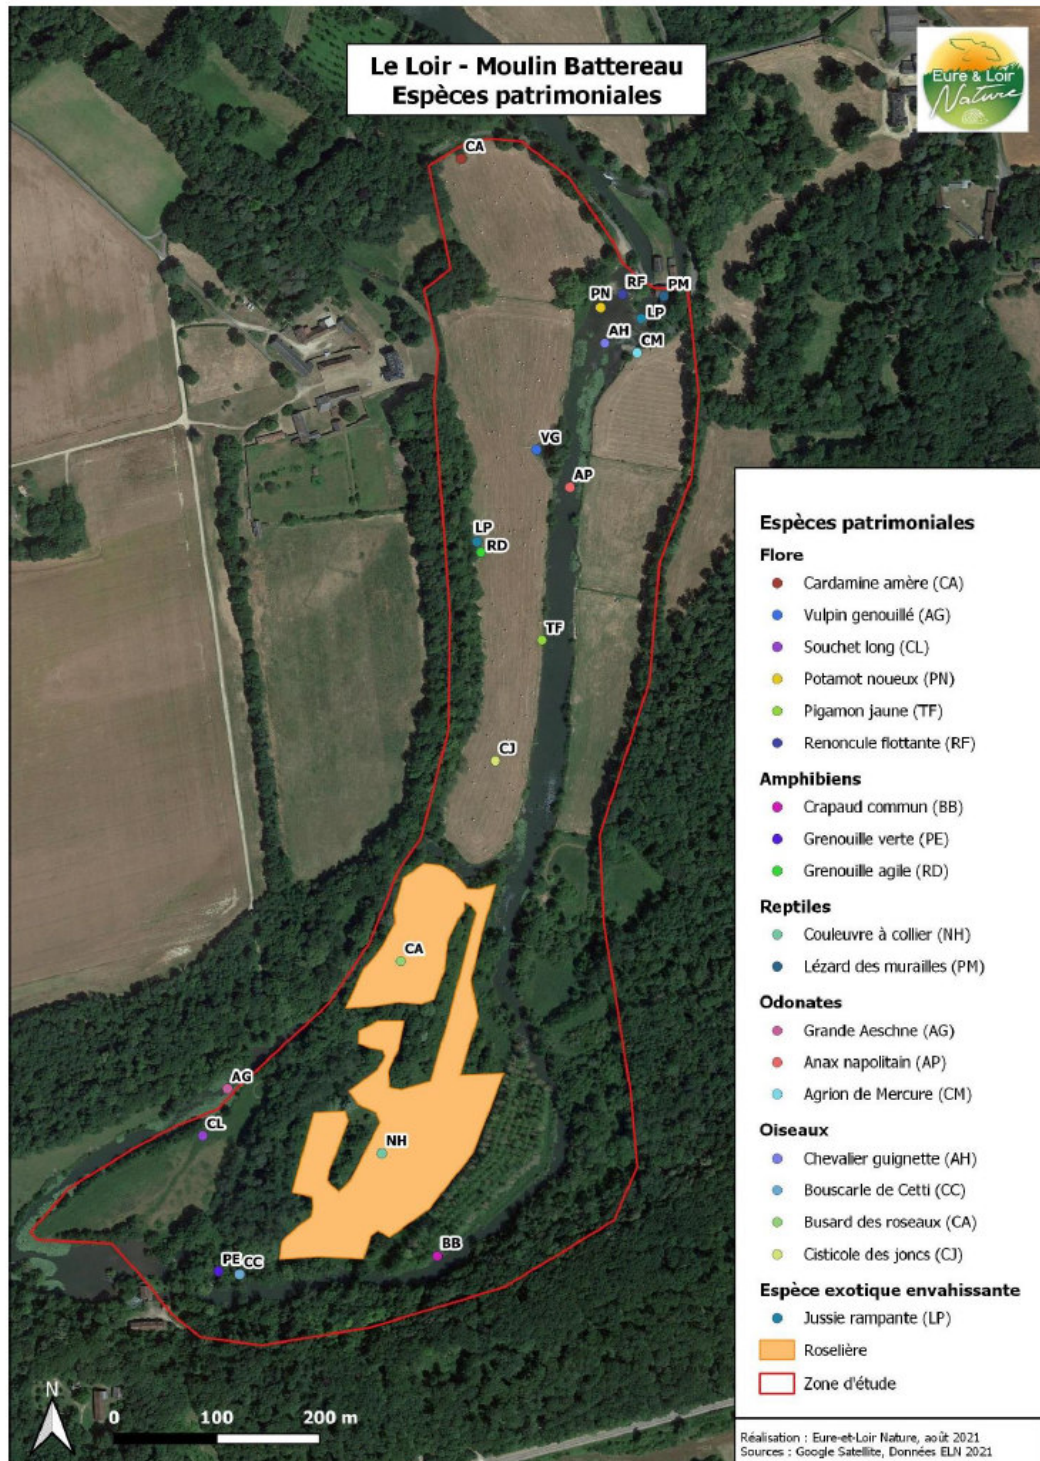 Le Loir - Moulin Battereau
Espèces patrimoniales
Eure & Loir
Nature
CA
RF
PM
PN
LP
AH
CM
VG
AP
LP
RD
TF
CJ
CA
AG
CL
NH
BB
PE
CC
Espèces patrimoniales
Flore
Cardamine amère (CA)
Vulpin genouillé (AG)
Souchet long (CL)
Potamot noueux (PN)
Pigamon jaune (TF)
Renoncule flottante (RF)
Amphibiens
Crapaud commun (BB)
Grenouille verte (PE)
Grenouille agile (RD)
Reptiles
Couleuvre à collier (NH)
Lézard des murailles (PM)
Odonates
Grande Aeschne (AG)
Anax napolitain (AP)
Agrion de Mercure (CM)
Oiseaux
Chevalier guignette (AH)
Bouscarle de Cetti (CC)
Busard des roseaux (CA)
Cisticole des joncs (CJ)
Espèce exotique envahissante
Jussie rampante (LP)
Roselière
Zone d'étude
N
0 100 200 m
Réalisation : Eure-et-Loir Nature, août 2021
Sources : Google Satellite, Données ELN 2021